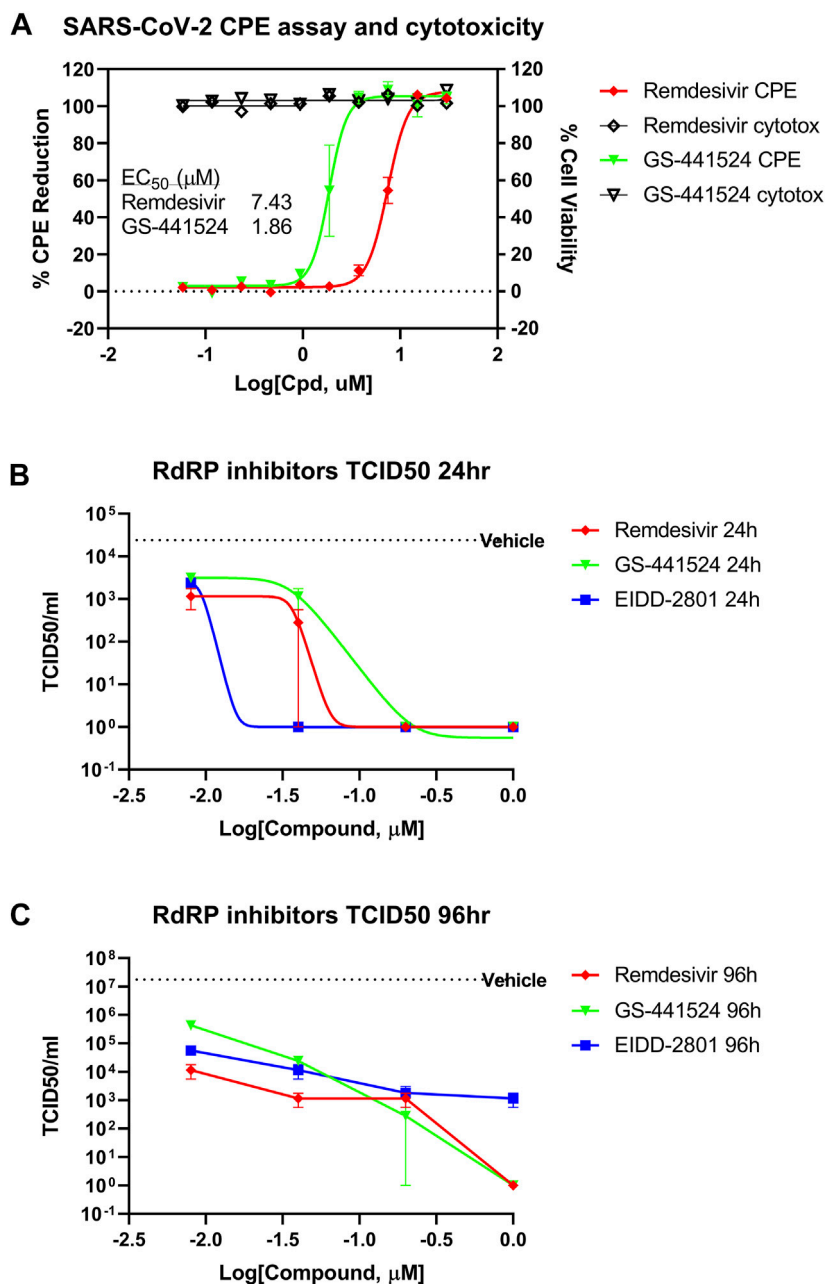 A SARS-CoV-2 CPE assay and cytotoxicity
120
100
80
60
40
20
0
-20
% CPE Reduction
EC50 (μM)
Remdesivir 7.43
GS-441524 1.86
120
100
80
60
40
20
0
-20
% Cell Viability
-2 -1 0 1 2
Log[Cpd, uM]
Remdesivir CPE
Remdesivir cytotox
GS-441524 CPE
GS-441524 cytotox
B RdRP inhibitors TCID50 24hr
10^5
10^4
10^3
10^2
10^1
10^0
10^-1
TCID50/ml
Vehicle
-2.5 -2.0 -1.5 -1.0 -0.5 0.0
Log[Compound, μM]
Remdesivir 24h
GS-441524 24h
EIDD-2801 24h
C RdRP inhibitors TCID50 96hr
10^8
10^7
10^6
10^5
10^4
10^3
10^2
10^1
10^0
10^-1
TCID50/ml
Vehicle
-2.5 -2.0 -1.5 -1.0 -0.5 0.0
Log[Compound, μM]
Remdesivir 96h
GS-441524 96h
EIDD-2801 96h